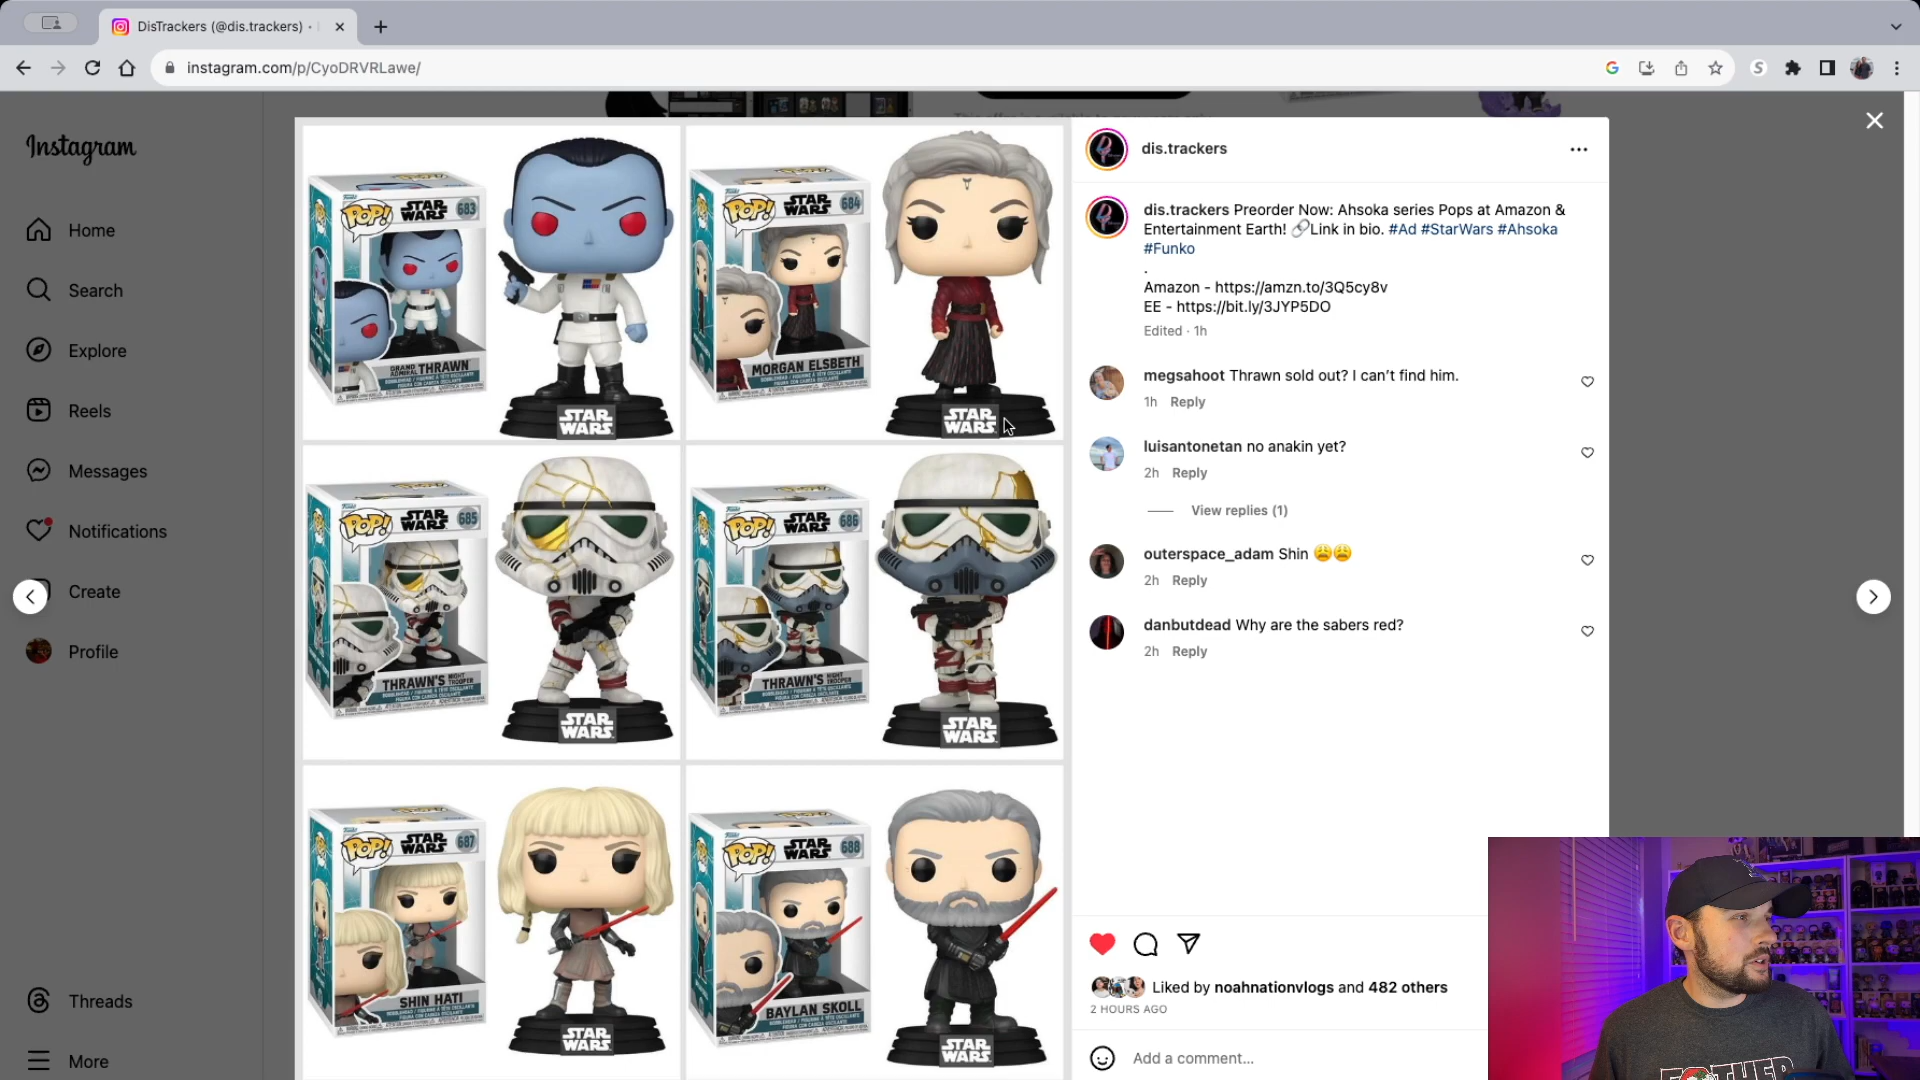 DisTrackers (@dis.trackers) •
instagram.com/p/CyoDRVRLawe/
Instagram
Home
Search
Explore
Reels
Messages
Notifications
Create
Profile
Threads
More
POP! STAR WARS 683
GRAND ADMIRAL THRAWN
STAR WARS
POP! STAR WARS 684
MORGAN ELSBETH
STAR WARS
POP! STAR WARS 685
THRAWN'S NIGHT TROOPER
STAR WARS
POP! STAR WARS 686
THRAWN'S NIGHT TROOPER
STAR WARS
POP! STAR WARS 687
SHIN HATI
STAR WARS
POP! STAR WARS 688
BAYLAN SKOLL
STAR WARS
dis.trackers
dis.trackers Preorder Now: Ahsoka series Pops at Amazon &
Entertainment Earth! 🔗Link in bio. #Ad #StarWars #Ahsoka
#Funko
.
Amazon - https://amzn.to/3Q5cy8v
EE - https://bit.ly/3JYP5DO
Edited · 1h
megsahoot Thrawn sold out? I can't find him.
1h Reply
luisantonetan no anakin yet?
2h Reply
View replies (1)
outerspace_adam Shin 😩😩
2h Reply
danbutdead Why are the sabers red?
2h Reply
Liked by noahnationvlogs and 482 others
2 HOURS AGO
Add a comment...